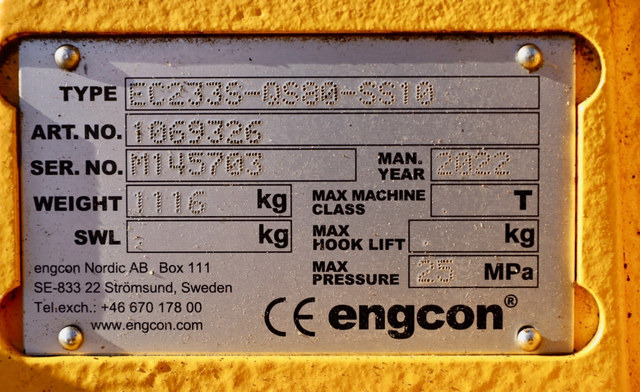 TYPE EC233S-QS80-SS10
ART. NO. 1069326
SER. NO. M145703 MAN. YEAR 2022
WEIGHT 1116 kg MAX MACHINE CLASS T
SWL - kg MAX HOOK LIFT kg
MAX PRESSURE 25 MPa
engcon Nordic AB, Box 111
SE-833 22 Strömsund, Sweden
Tel.exch.: +46 670 178 00
www.engcon.com
CE engcon®